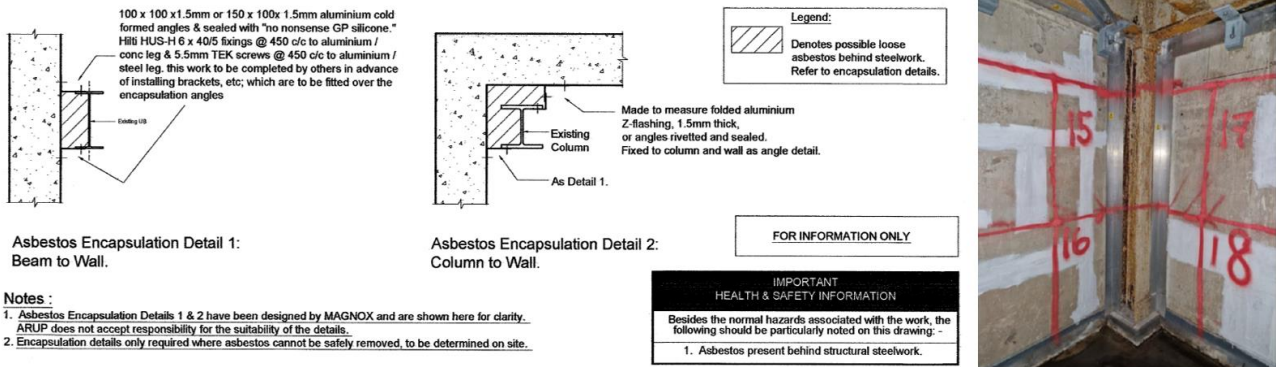 100 x 100 x1.5mm or 150 x 100x 1.5mm aluminium cold
formed angles & sealed with "no nonsense GP silicone."
Hilti HUS-H 6 x 40/5 fixings @ 450 c/c to aluminium /
conc leg & 5.5mm TEK screws @ 450 c/c to aluminium /
steel leg. this work to be completed by others in advance
of installing brackets, etc; which are to be fitted over the
encapsulation angles
Existing UB
Asbestos Encapsulation Detail 1:
Beam to Wall.
Made to measure folded aluminium
Z-flashing, 1.5mm thick,
or angles rivetted and sealed.
Fixed to column and wall as angle detail.
Existing
Column
As Detail 1.
Asbestos Encapsulation Detail 2:
Column to Wall.
Legend:
Denotes possible loose
asbestos behind steelwork.
Refer to encapsulation details.
FOR INFORMATION ONLY
IMPORTANT
HEALTH & SAFETY INFORMATION
Besides the normal hazards associated with the work, the
following should be particularly noted on this drawing: -
1. Asbestos present behind structural steelwork.
Notes :
1. Asbestos Encapsulation Details 1 & 2 have been designed by MAGNOX and are shown here for clarity.
ARUP does not accept responsibility for the suitability of the details.
2. Encapsulation details only required where asbestos cannot be safely removed, to be determined on site.
15
17
16
18